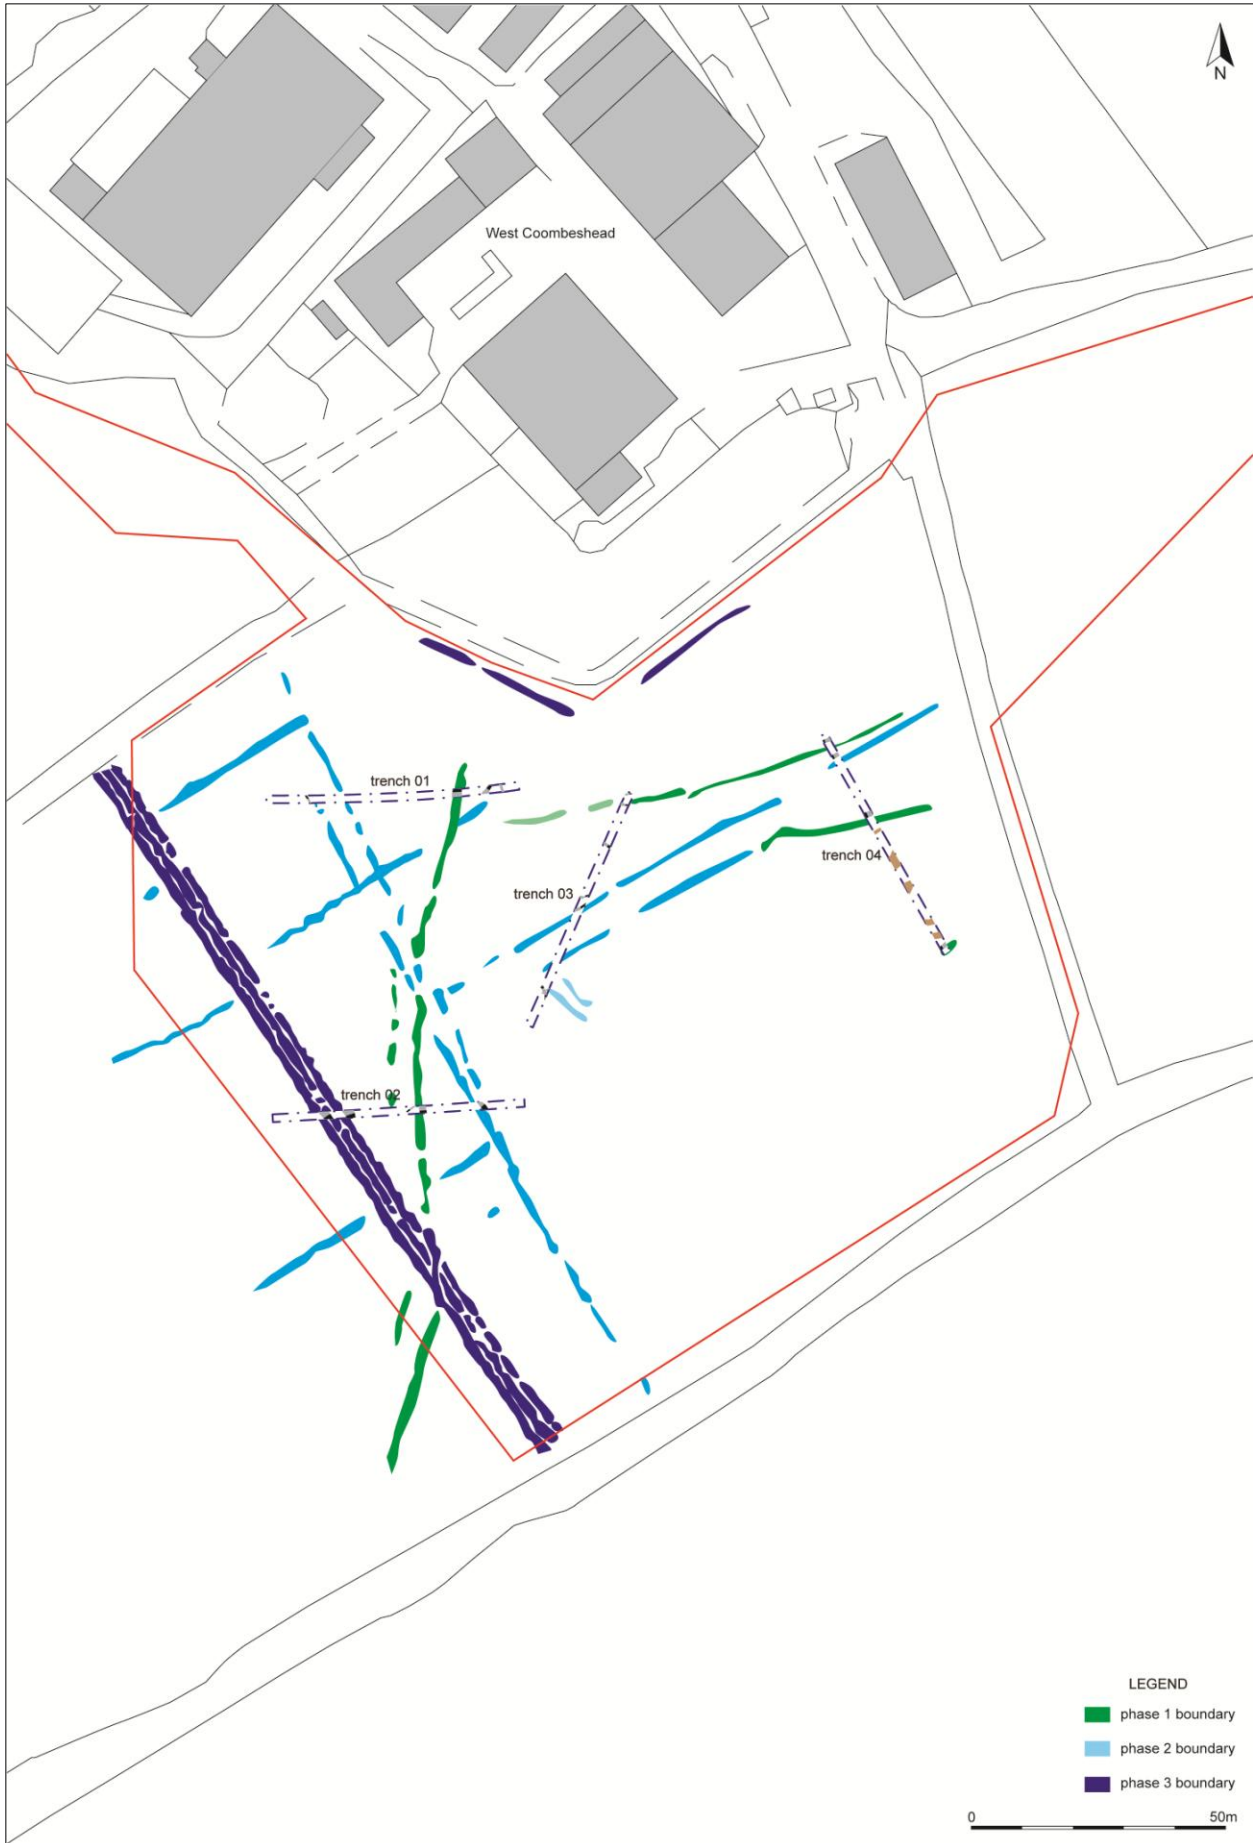 N
West Coombeshead
trench 01
trench 03
trench 04
trench 02
LEGEND
phase 1 boundary
phase 2 boundary
phase 3 boundary
0 50m